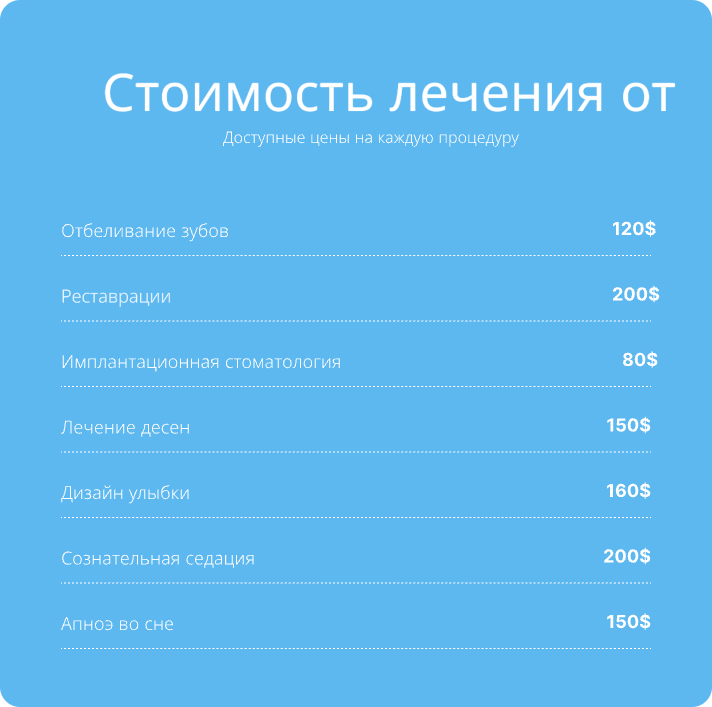 Стоимость лечения от
Доступные цены на каждую процедуру
Отбеливание зубов 120$
Реставрации 200$
Имплантационная стоматология 80$
Лечение десен 150$
Дизайн улыбки 160$
Сознательная седация 200$
Апноэ во сне 150$